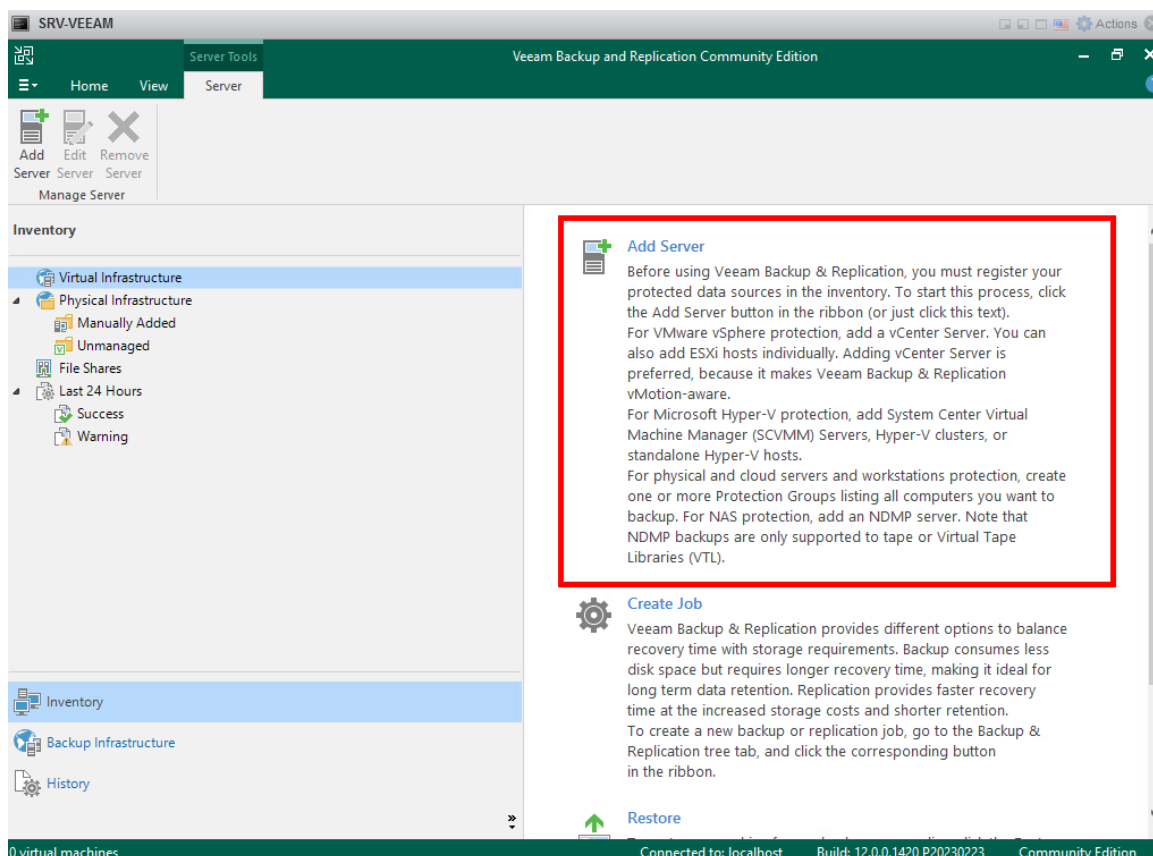 SRV-VEEAM
Actions
Server Tools
Veeam Backup and Replication Community Edition
Home View Server
Add Server
Edit Server
Remove Server
Manage Server
Inventory
Virtual Infrastructure
Physical Infrastructure
Manually Added
Unmanaged
File Shares
Last 24 Hours
Success
Warning
Inventory
Backup Infrastructure
History
Add Server
Before using Veeam Backup & Replication, you must register your
protected data sources in the inventory. To start this process, click
the Add Server button in the ribbon (or just click this text).
For VMware vSphere protection, add a vCenter Server. You can
also add ESXi hosts individually. Adding vCenter Server is
preferred, because it makes Veeam Backup & Replication
vMotion-aware.
For Microsoft Hyper-V protection, add System Center Virtual
Machine Manager (SCVMM) Servers, Hyper-V clusters, or
standalone Hyper-V hosts.
For physical and cloud servers and workstations protection, create
one or more Protection Groups listing all computers you want to
backup. For NAS protection, add an NDMP server. Note that
NDMP backups are only supported to tape or Virtual Tape
Libraries (VTL).
Create Job
Veeam Backup & Replication provides different options to balance
recovery time with storage requirements. Backup consumes less
disk space but requires longer recovery time, making it ideal for
long term data retention. Replication provides faster recovery
time at the increased storage costs and shorter retention.
To create a new backup or replication job, go to the Backup &
Replication tree tab, and click the corresponding button
in the ribbon.
Restore
0 virtual machines
Connected to: localhost
Build: 12.0.0.1420 P20230223
Community Edition